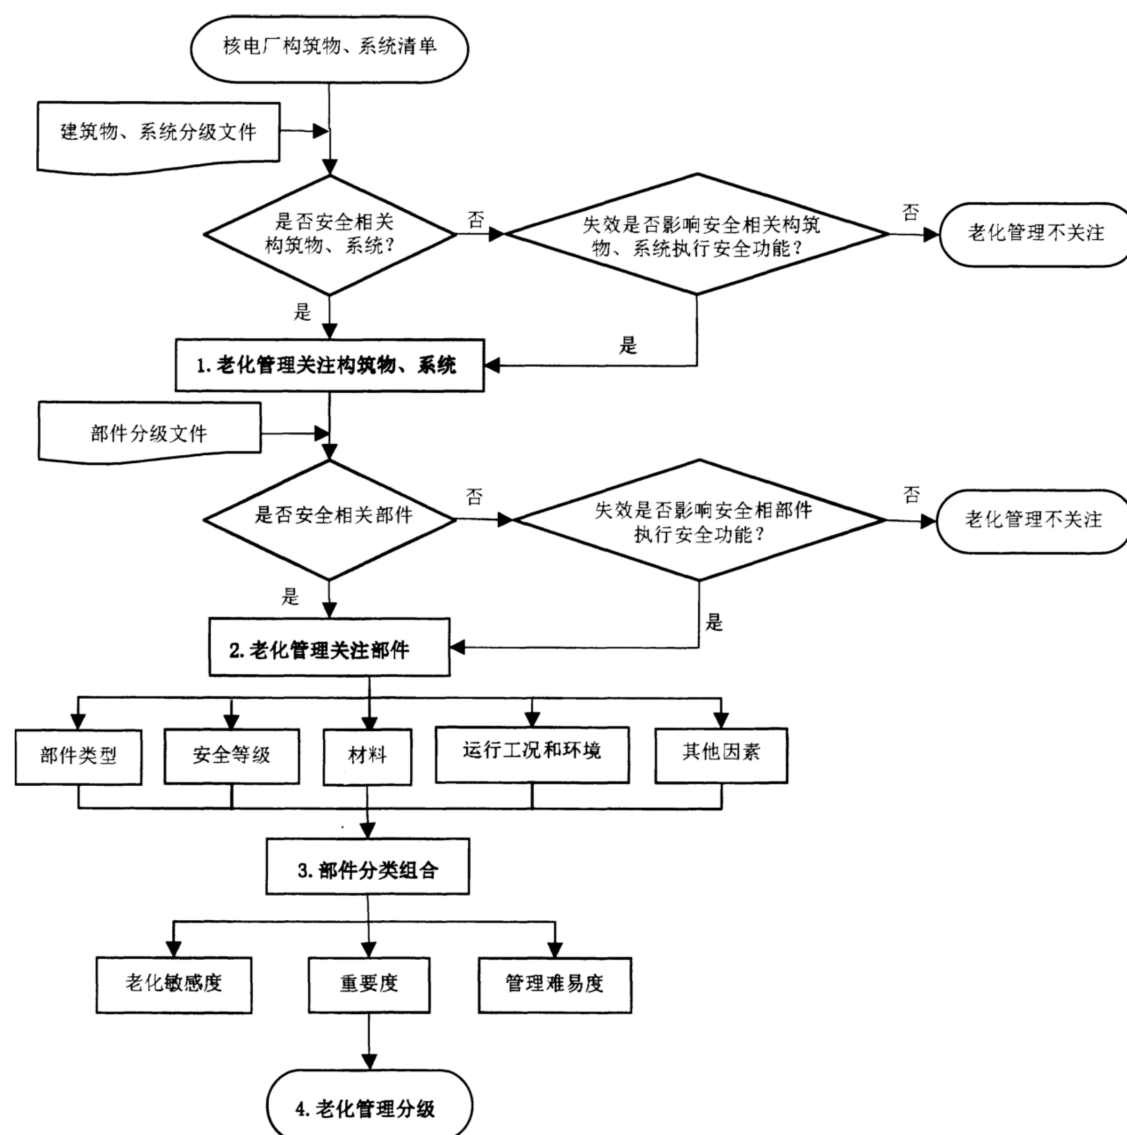 核电厂构筑物、系统清单
建筑物、系统分级文件
是否安全相关
构筑物、系统？
否
失效是否影响安全相关构筑
物、系统执行安全功能？
否
老化管理不关注
是
是
1.老化管理关注构筑物、系统
部件分级文件
是否安全相关部件
否
失效是否影响安全相部件
执行安全功能？
否
老化管理不关注
是
是
2.老化管理关注部件
部件类型
安全等级
材料
运行工况和环境
其他因素
3.部件分类组合
老化敏感度
重要度
管理难易度
4.老化管理分级